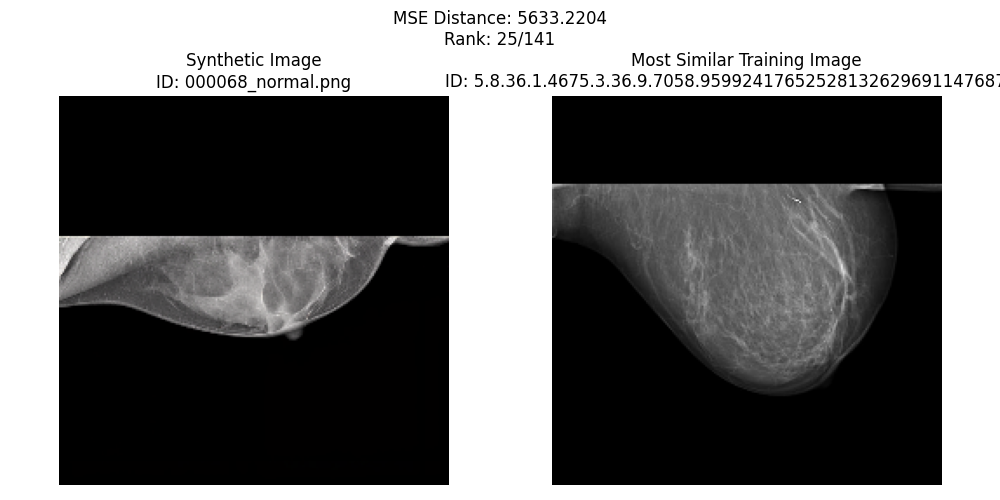 MSE Distance: 5633.2204
Rank: 25/141
Synthetic Image
ID: 000068_normal.png
Most Similar Training Image
ID: 5.8.36.1.4675.3.36.9.7058.95992417652528132629691147687